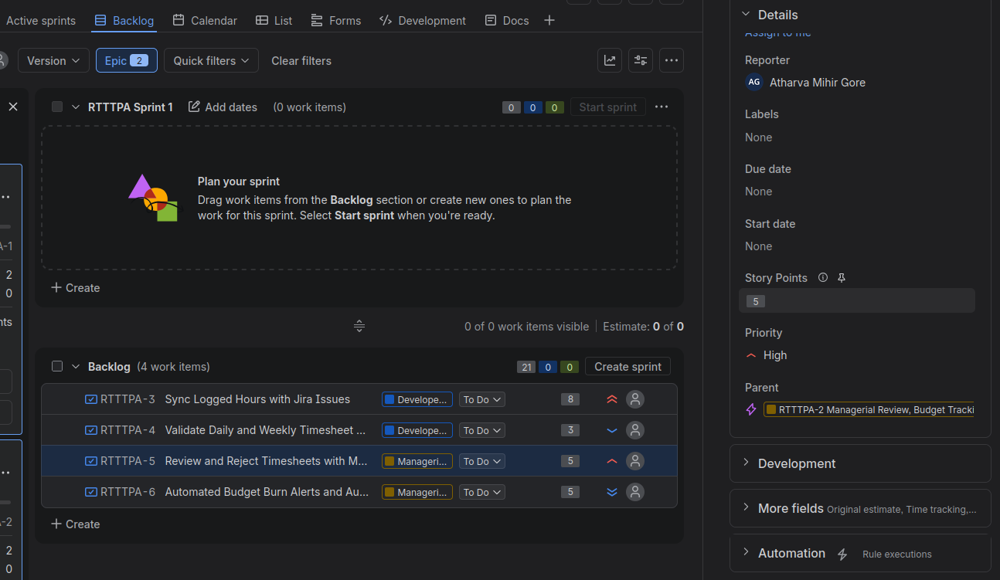 Active sprints Backlog Calendar List Forms Development Docs
Version Epic 2 Quick filters Clear filters
RTTTPA Sprint 1 Add dates (0 work items) 0 0 0 Start sprint
Plan your sprint
Drag work items from the Backlog section or create new ones to plan the
work for this sprint. Select Start sprint when you're ready.
Create
0 of 0 work items visible Estimate: 0 of 0
Backlog (4 work items) 21 0 0 Create sprint
RTTTPA-3 Sync Logged Hours with Jira Issues Develope... To Do 8
RTTTPA-4 Validate Daily and Weekly Timesheet ... Develope... To Do 3
RTTTPA-5 Review and Reject Timesheets with M... Manageri... To Do 5
RTTTPA-6 Automated Budget Burn Alerts and Au... Manageri... To Do 5
Create
A-1
2
0
nts
-2
2
0
Details
Assign to me
Reporter
AG Atharva Mihir Gore
Labels
None
Due date
None
Start date
None
Story Points
5
Priority
High
Parent
RTTTPA-2 Managerial Review, Budget Tracki
Development
More fields Original estimate, Time tracking,...
Automation Rule executions